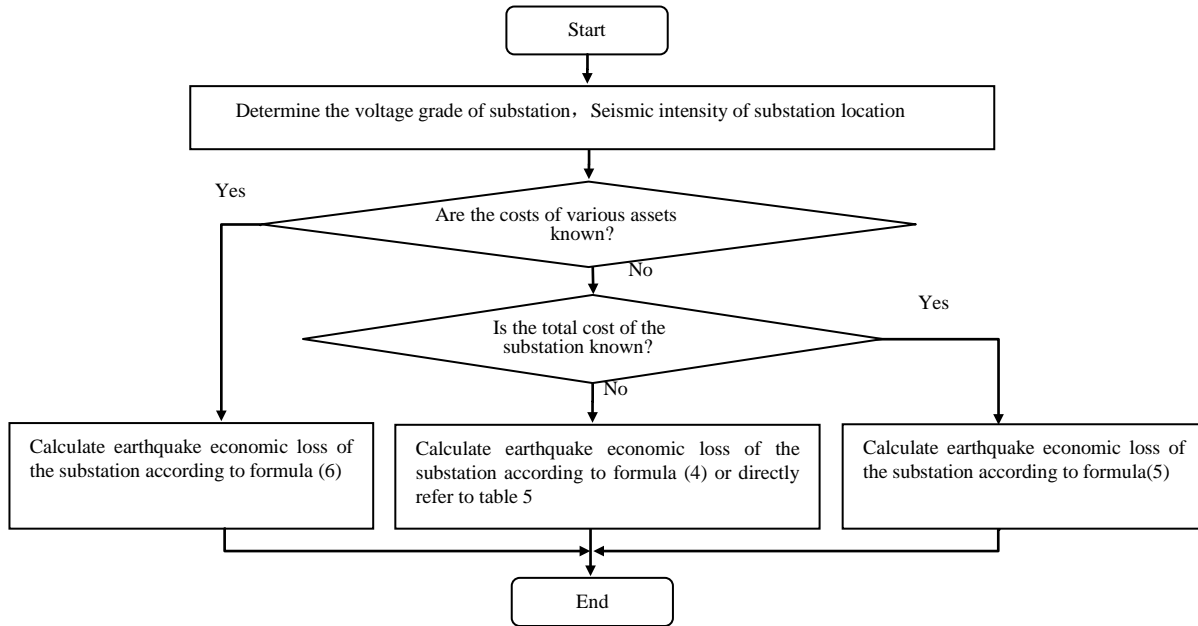 Start
Determine the voltage grade of substation，Seismic intensity of substation location
Yes
Are the costs of various assets
known?
No
Yes
Is the total cost of the
substation known?
No
Calculate earthquake economic loss of
the substation according to formula (6)
Calculate earthquake economic loss of the
substation according to formula (4) or directly
refer to table 5
Calculate earthquake economic loss of
the substation according to formula(5)
End